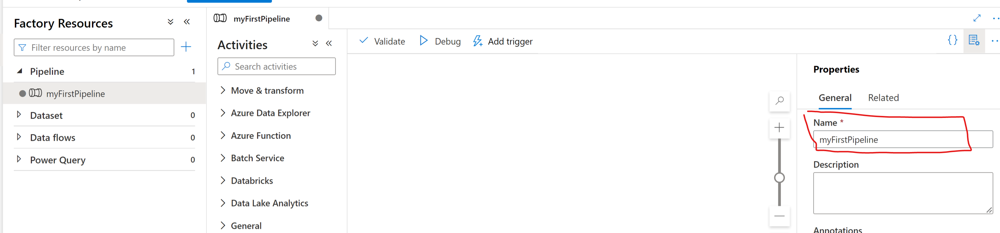 Factory Resources
Filter resources by name
Pipeline 1
myFirstPipeline
Dataset 0
Data flows 0
Power Query 0
myFirstPipeline
Activities
Search activities
Move & transform
Azure Data Explorer
Azure Function
Batch Service
Databricks
Data Lake Analytics
General
Validate Debug Add trigger
{}
Properties
General Related
Name *
myFirstPipeline
Description
Annotations